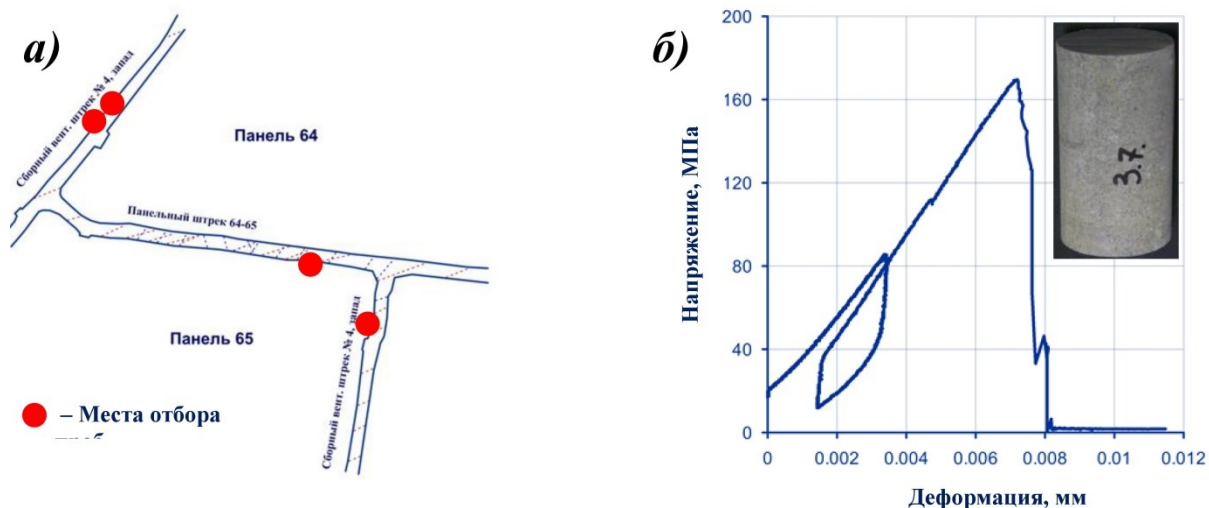 а)
Сборный вент. штрек № 4, запад
Панель 64
Панельный штрек 64-65
Панель 65
Сборный вент. штрек № 4, запад
– Места отбора
б)
Напряжение, МПа
200
160
120
80
40
0
0
0.002
0.004
0.006
0.008
0.01
0.012
Деформация, мм
3.7.